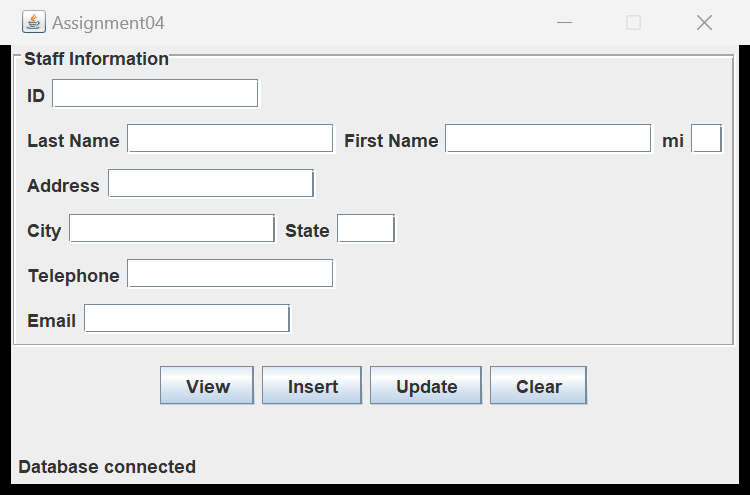 Assignment04
Staff Information
ID
Last Name First Name mi
Address
City State
Telephone
Email
View Insert Update Clear
Database connected